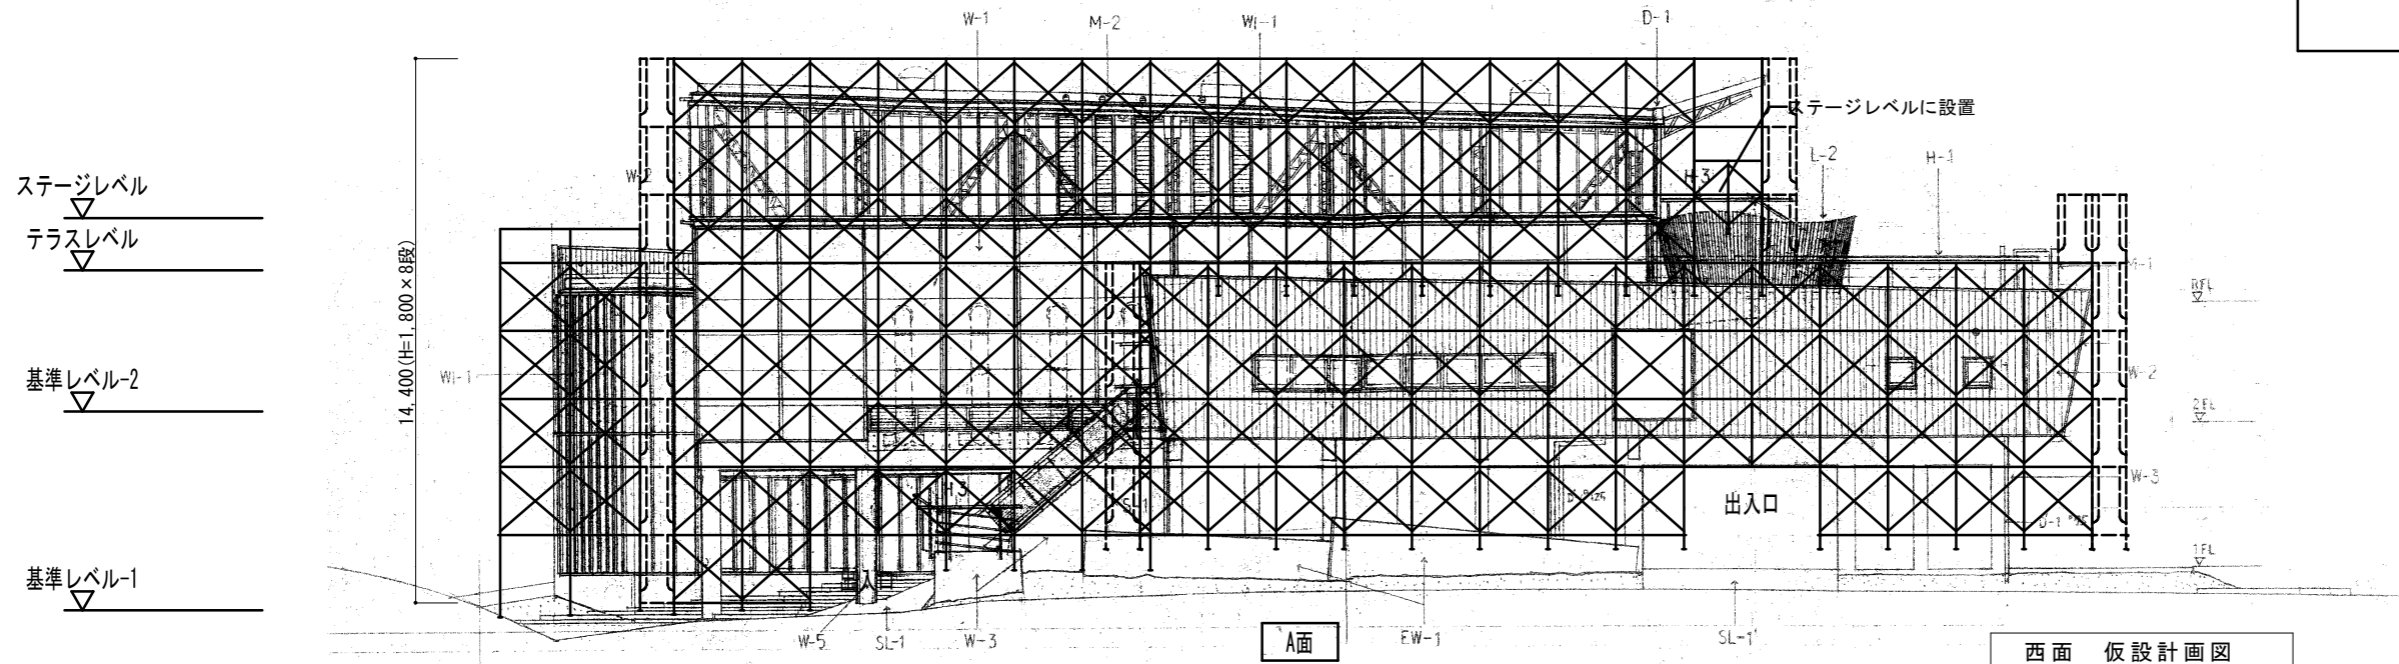 W-1
M-2
WI-1
D-1
ステージレベルに設置
L-2
H-1
H-3
W-2
ステージレベル
テラスレベル
14,400(H=1,800×8段)
M-1
RFL
基準レベル-2
WI-1
W-2
2FL
W-3
H3
SL-1
出入口
1FL
基準レベル-1
W-5
SL-1
W-3
A面
EW-1
SL-1'
西面 仮設計画図